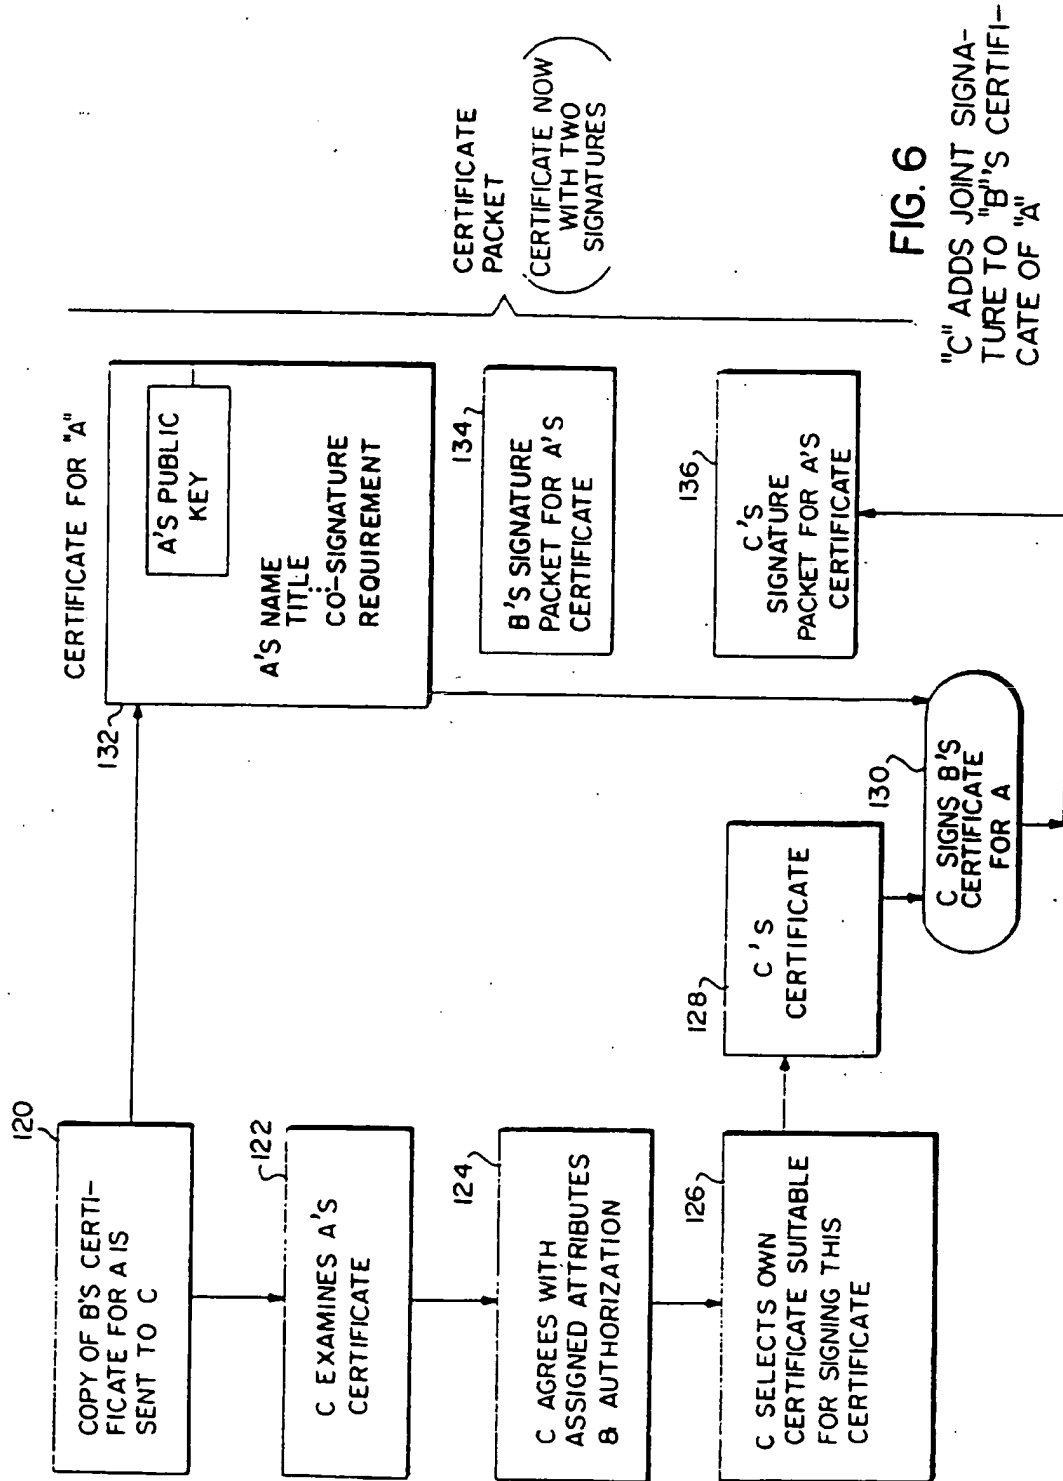 120
COPY OF B'S CERTI-
FICATE FOR A IS
SENT TO C
122
C EXAMINES A'S
CERTIFICATE
124
C AGREES WITH
ASSIGNED ATTRIBUTES
& AUTHORIZATION
126
C SELECTS OWN
CERTIFICATE SUITABLE
FOR SIGNING THIS
CERTIFICATE
128
C'S
CERTIFICATE
130
C SIGNS B'S
CERTIFICATE
FOR A
CERTIFICATE FOR "A"
132
A'S PUBLIC
KEY
A'S NAME
TITLE
CO-SIGNATURE
REQUIREMENT
134
B'S SIGNATURE
PACKET FOR A'S
CERTIFICATE
136
C'S
SIGNATURE
PACKET FOR A'S
CERTIFICATE
CERTIFICATE
PACKET
(CERTIFICATE NOW
WITH TWO
SIGNATURES)
FIG. 6
"C" ADDS JOINT SIGNA-
TURE TO "B"'S CERTIFI-
CATE OF "A"